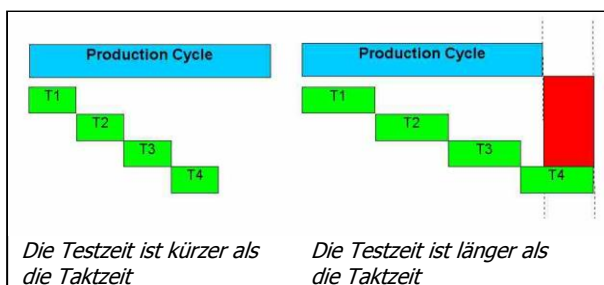 Production Cycle
T1
T2
T3
T4
Die Testzeit ist kürzer als
die Taktzeit
Production Cycle
T1
T2
T3
T4
Die Testzeit ist länger als
die Taktzeit